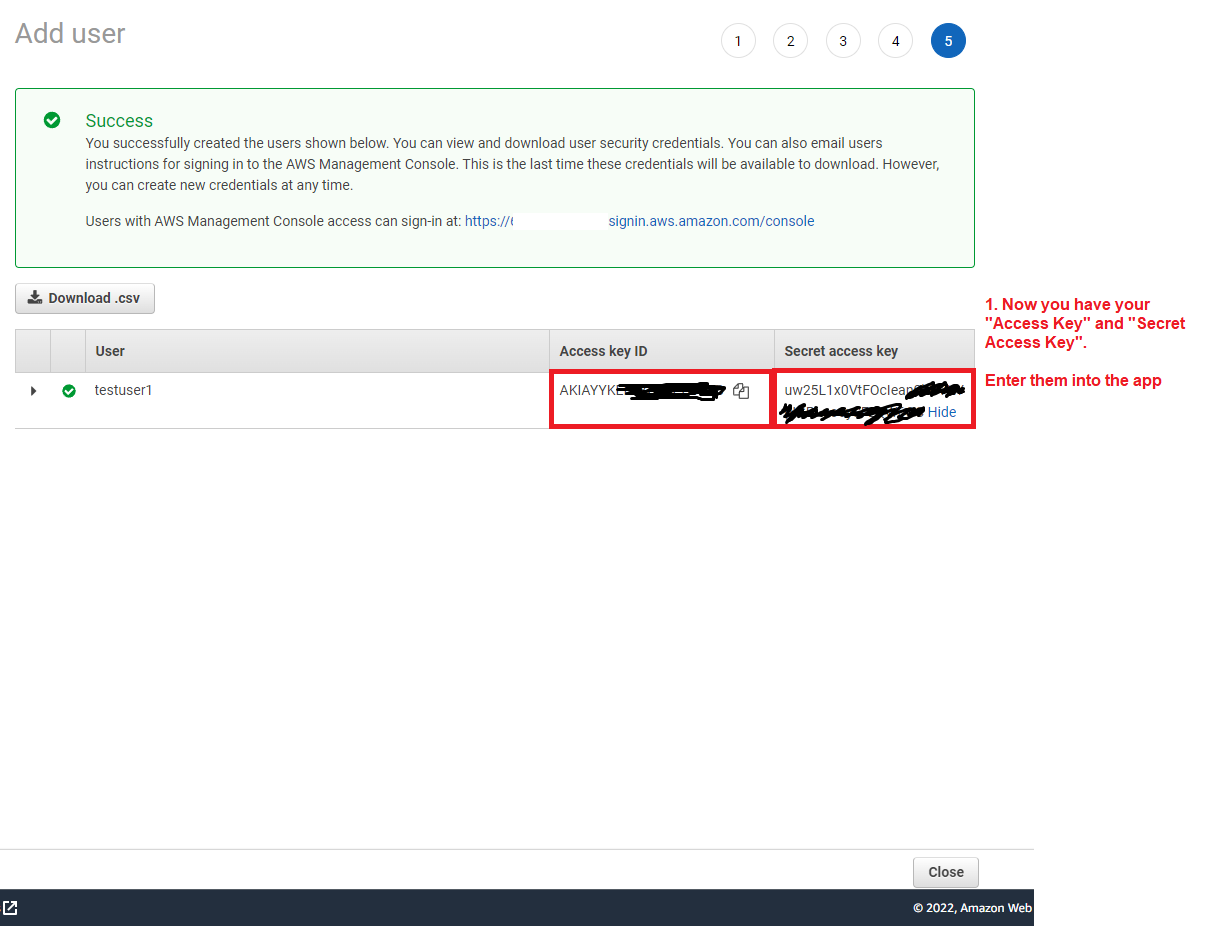 Add user
1 2 3 4 5
Success
You successfully created the users shown below. You can view and download user security credentials. You can also email users
instructions for signing in to the AWS Management Console. This is the last time these credentials will be available to download. However,
you can create new credentials at any time.
Users with AWS Management Console access can sign-in at: https:// signin.aws.amazon.com/console
Download .csv
1. Now you have your
"Access Key" and "Secret
Access Key".
Enter them into the app
User Access key ID Secret access key
testuser1
Hide
Close
© 2022, Amazon Web